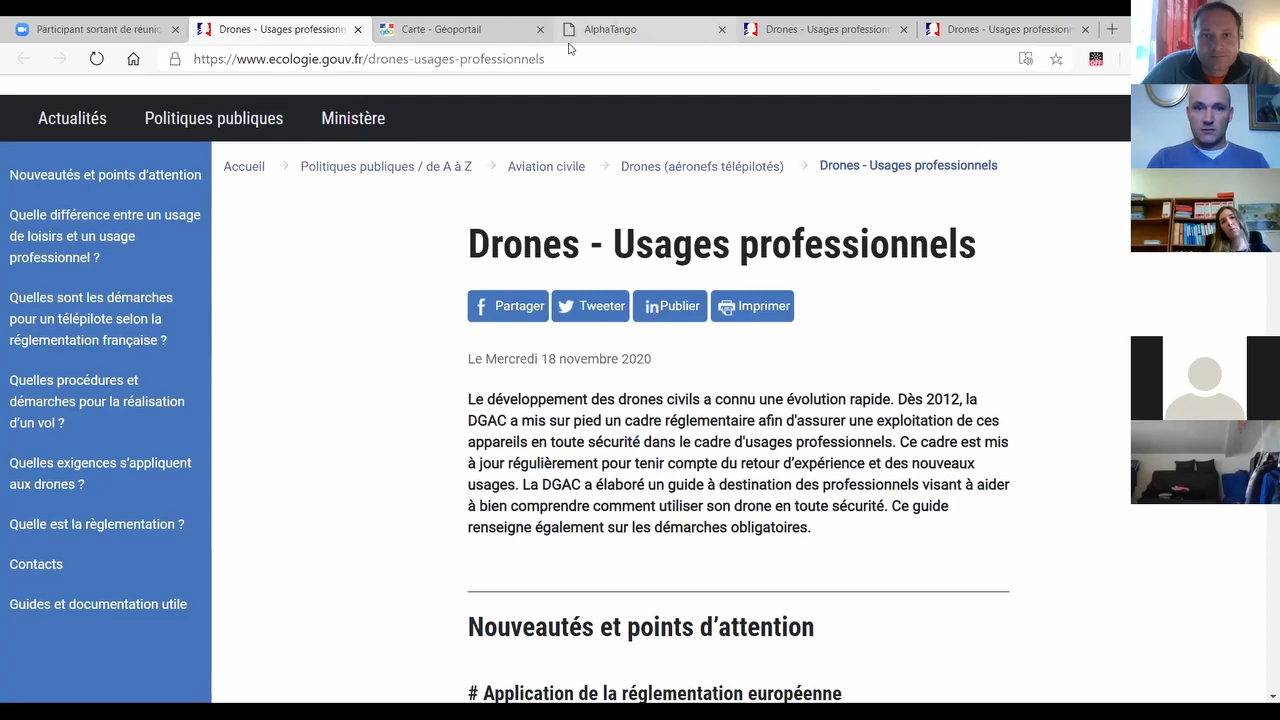 Participant sortant de réunio
Drones - Usages professionn
Carte - Géoportail
AlphaTango
Drones - Usages professionn
Drones - Usages professionn
https://www.ecologie.gouv.fr/drones-usages-professionnels
OFF
Actualités
Politiques publiques
Ministère
Nouveautés et points d'attention
Quelle différence entre un usage
de loisirs et un usage
professionnel ?
Quelles sont les démarches
pour un télépilote selon la
réglementation française ?
Quelles procédures et
démarches pour la réalisation
d'un vol ?
Quelles exigences s'appliquent
aux drones ?
Quelle est la règlementation ?
Contacts
Guides et documentation utile
Accueil → Politiques publiques / de A à Z → Aviation civile → Drones (aéronefs télépilotés) → Drones - Usages professionnels
Drones - Usages professionnels
Partager
Tweeter
Publier
Imprimer
Le Mercredi 18 novembre 2020
Le développement des drones civils a connu une évolution rapide. Dès 2012, la
DGAC a mis sur pied un cadre réglementaire afin d'assurer une exploitation de ces
appareils en toute sécurité dans le cadre d'usages professionnels. Ce cadre est mis
à jour régulièrement pour tenir compte du retour d'expérience et des nouveaux
usages. La DGAC a élaboré un guide à destination des professionnels visant à aider
à bien comprendre comment utiliser son drone en toute sécurité. Ce guide
renseigne également sur les démarches obligatoires.
Nouveautés et points d'attention
# Application de la réglementation européenne